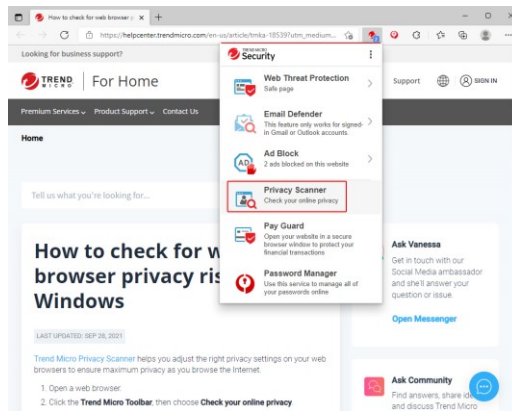 How to check for web browser p
https://helpcenter.trendmicro.com/en-us/article/tmka-18539?utm_medium...
Looking for business support?
TREND MICRO
For Home
Support
SIGN IN
Premium Services
Product Support
Contact Us
Home
Tell us what you're looking for...
TREND MICRO
Security
Web Threat Protection
Safe page
Email Defender
This feature only works for signed-
in Gmail or Outlook accounts
AD
Ad Block
2 ads blocked on this website
Privacy Scanner
Check your online privacy
Pay Guard
Open your website in a secure
browser window to protect your
financial transactions
Password Manager
Use this service to manage all of
your passwords online
How to check for w
browser privacy ris
Windows
LAST UPDATED: SEP 28, 2021
Trend Micro Privacy Scanner helps you adjust the right privacy settings on your web
browsers to ensure maximum privacy as you browse the Internet.
1. Open a web browser.
2. Click the Trend Micro Toolbar, then choose Check your online privacy.
Ask Vanessa
Get in touch with our
Social Media ambassador
and she'll answer your
question or issue.
Open Messenger
Ask Community
Find answers, share ide
and discuss Trend Micro